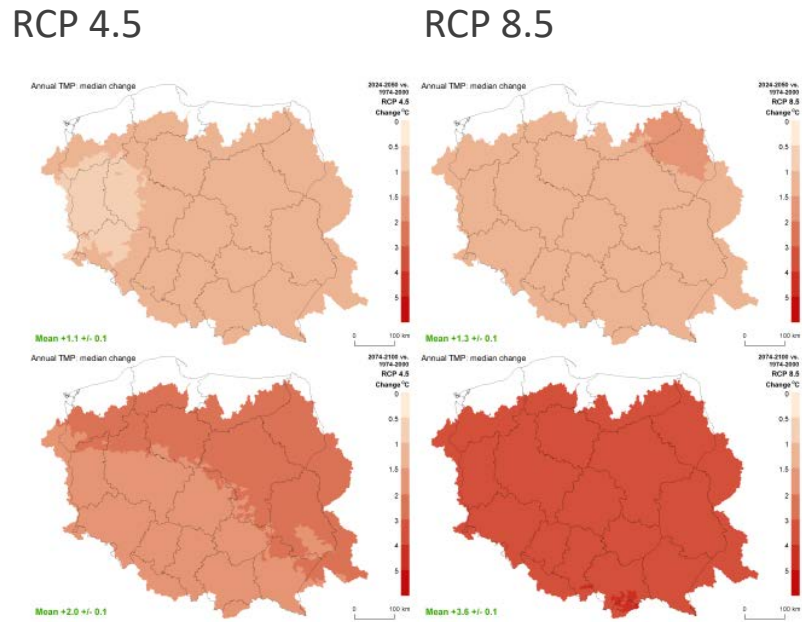 RCP 4.5
RCP 8.5
Annual TMP: median change
2024-2050 vs.
1974-2000
RCP 4.5
Change °C
0
0.5
1
1.5
2
3
4
5
Mean +1.1 +/- 0.1
0 100 km
Annual TMP: median change
2024-2050 vs.
1974-2000
RCP 8.5
Change °C
0
0.5
1
1.5
2
3
4
5
Mean +1.3 +/- 0.1
0 100 km
Annual TMP: median change
2074-2100 vs.
1974-2000
RCP 4.5
Change °C
0
0.5
1
1.5
2
3
4
5
Mean +2.0 +/- 0.1
0 100 km
Annual TMP: median change
2074-2100 vs.
1974-2000
RCP 8.5
Change °C
0
0.5
1
1.5
2
3
4
5
Mean +3.6 +/- 0.1
0 100 km